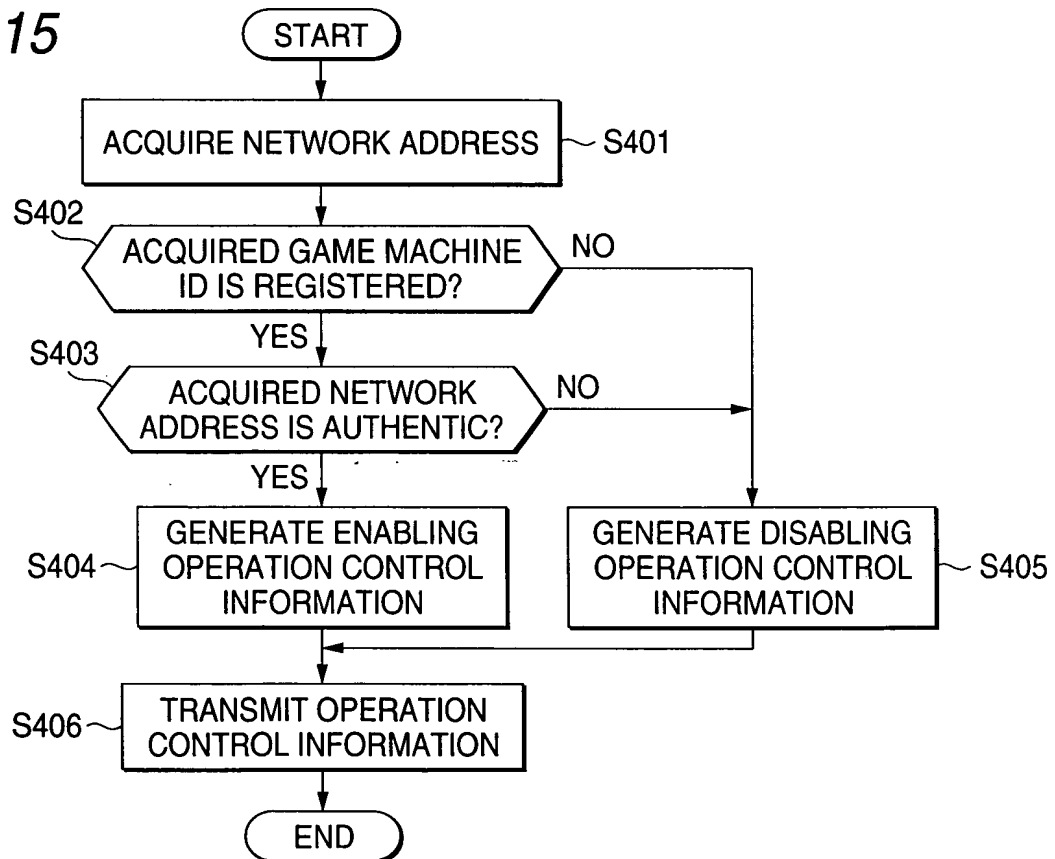 15
START
ACQUIRE NETWORK ADDRESS
S401
S402
ACQUIRED GAME MACHINE
ID IS REGISTERED?
NO
YES
S403
ACQUIRED NETWORK
ADDRESS IS AUTHENTIC?
NO
YES
S404
GENERATE ENABLING
OPERATION CONTROL
INFORMATION
GENERATE DISABLING
OPERATION CONTROL
INFORMATION
S405
S406
TRANSMIT OPERATION
CONTROL INFORMATION
END